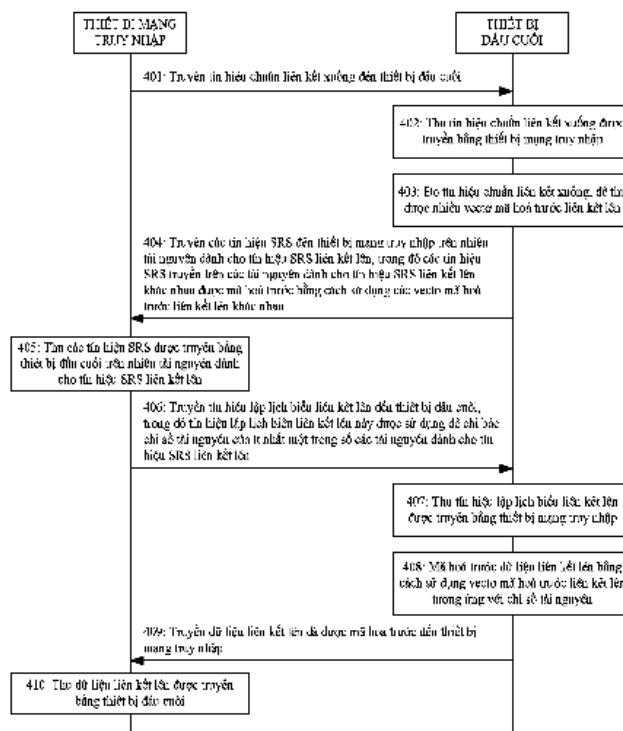 THIẾT BỊ MẠNG
TRUY NHẬP
THIẾT BỊ
ĐẦU CUỐI
401: Truyền tín hiệu chuẩn liên kết xuống đến thiết bị đầu cuối
402: Thu tín hiệu chuẩn liên kết xuống được
truyền bằng thiết bị mạng truy nhập
403: Đo tín hiệu chuẩn liên kết xuống, để thu
được nhiều vectơ mã hoá trước liên kết lên
404: Truyền các tín hiệu SRS đến thiết bị mạng truy nhập trên nhiều
tài nguyên dành cho tín hiệu SRS liên kết lên, trong đó các tín hiệu
SRS truyền trên các tài nguyên dành cho tín hiệu SRS liên kết lên
khác nhau được mã hoá trước bằng cách sử dụng các vectơ mã hoá
trước liên kết lên khác nhau
405: Thu các tín hiệu SRS được truyền bằng
thiết bị đầu cuối trên nhiều tài nguyên dành
cho tín hiệu SRS liên kết lên
406: Truyền tín hiệu lập lịch biểu liên kết lên đến thiết bị đầu cuối,
trong đó tín hiệu lập lịch biểu liên kết lên này được sử dụng để chỉ báo
chỉ số tài nguyên của ít nhất một trong số các tài nguyên dành cho tín
hiệu SRS liên kết lên
407: Thu tín hiệu lập lịch biểu liên kết lên
được truyền bằng thiết bị mạng truy nhập
408: Mã hoá trước dữ liệu liên kết lên bằng
cách sử dụng vectơ mã hoá trước liên kết lên
tương ứng với chỉ số tài nguyên
409: Truyền dữ liệu liên kết lên đã được mã hoá trước đến thiết bị
mạng truy nhập
410: Thu dữ liệu liên kết lên được truyền
bằng thiết bị đầu cuối